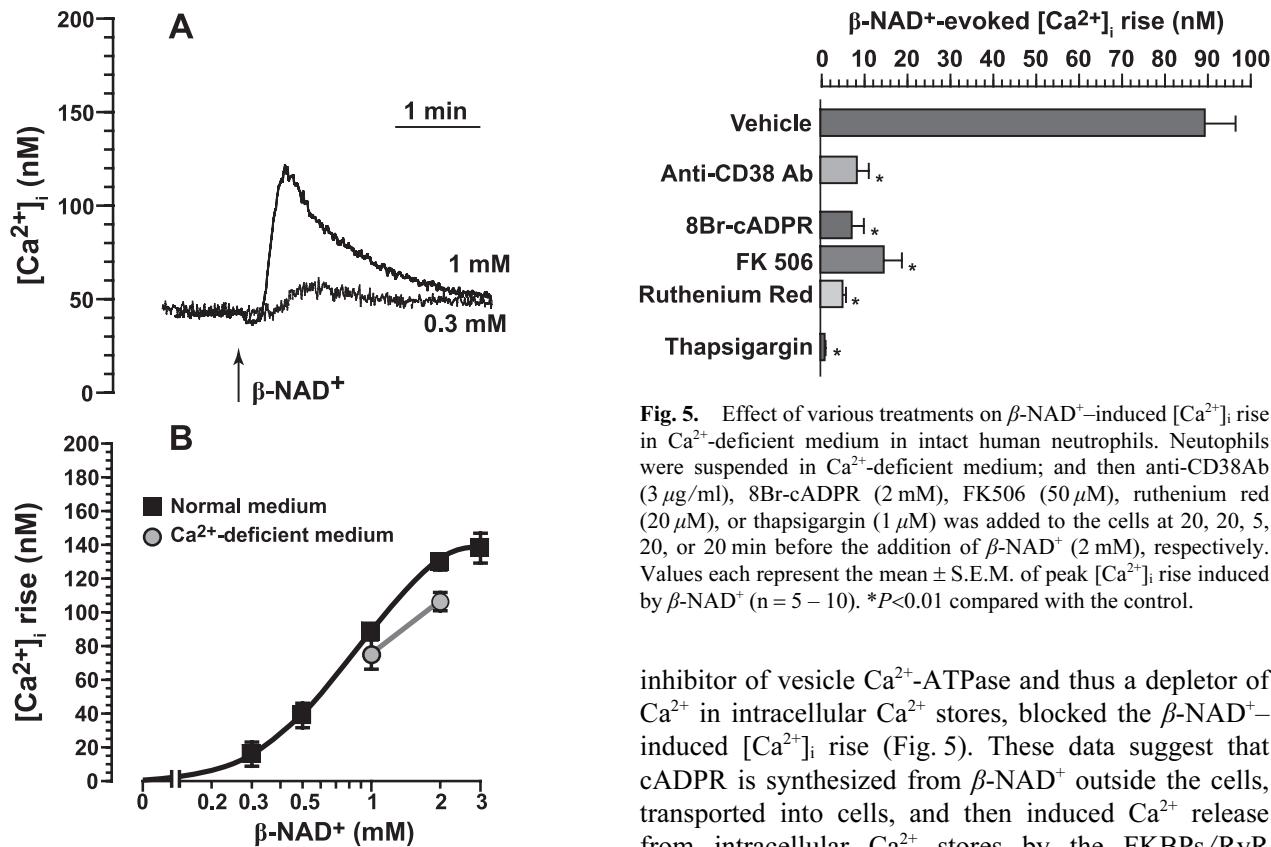 A
200
150
100
50
0
[Ca²⁺]ᵢ (nM)
1 min
1 mM
0.3 mM
β-NAD⁺
B
200
180
160
140
120
100
80
60
40
20
0
[Ca²⁺]ᵢ rise (nM)
Normal medium
Ca²⁺-deficient medium
0 0.2 0.3 0.5 1 2 3
β-NAD⁺ (mM)
β-NAD⁺-evoked [Ca²⁺]ᵢ rise (nM)
0 10 20 30 40 50 60 70 80 90 100
Vehicle
Anti-CD38 Ab *
8Br-cADPR *
FK 506 *
Ruthenium Red *
Thapsigargin *
Fig. 5. Effect of various treatments on β-NAD⁺–induced [Ca²⁺]ᵢ rise
in Ca²⁺-deficient medium in intact human neutrophils. Neutophils
were suspended in Ca²⁺-deficient medium; and then anti-CD38Ab
(3 μg/ml), 8Br-cADPR (2 mM), FK506 (50 μM), ruthenium red
(20 μM), or thapsigargin (1 μM) was added to the cells at 20, 20, 5,
20, or 20 min before the addition of β-NAD⁺ (2 mM), respectively.
Values each represent the mean ± S.E.M. of peak [Ca²⁺]ᵢ rise induced
by β-NAD⁺ (n = 5 – 10). *P<0.01 compared with the control.
inhibitor of vesicle Ca²⁺-ATPase and thus a depletor of
Ca²⁺ in intracellular Ca²⁺ stores, blocked the β-NAD⁺–
induced [Ca²⁺]ᵢ rise (Fig. 5). These data suggest that
cADPR is synthesized from β-NAD⁺ outside the cells,
transported into cells, and then induced Ca²⁺ release
from intracellular Ca²⁺ stores by the FKBPs/RyR